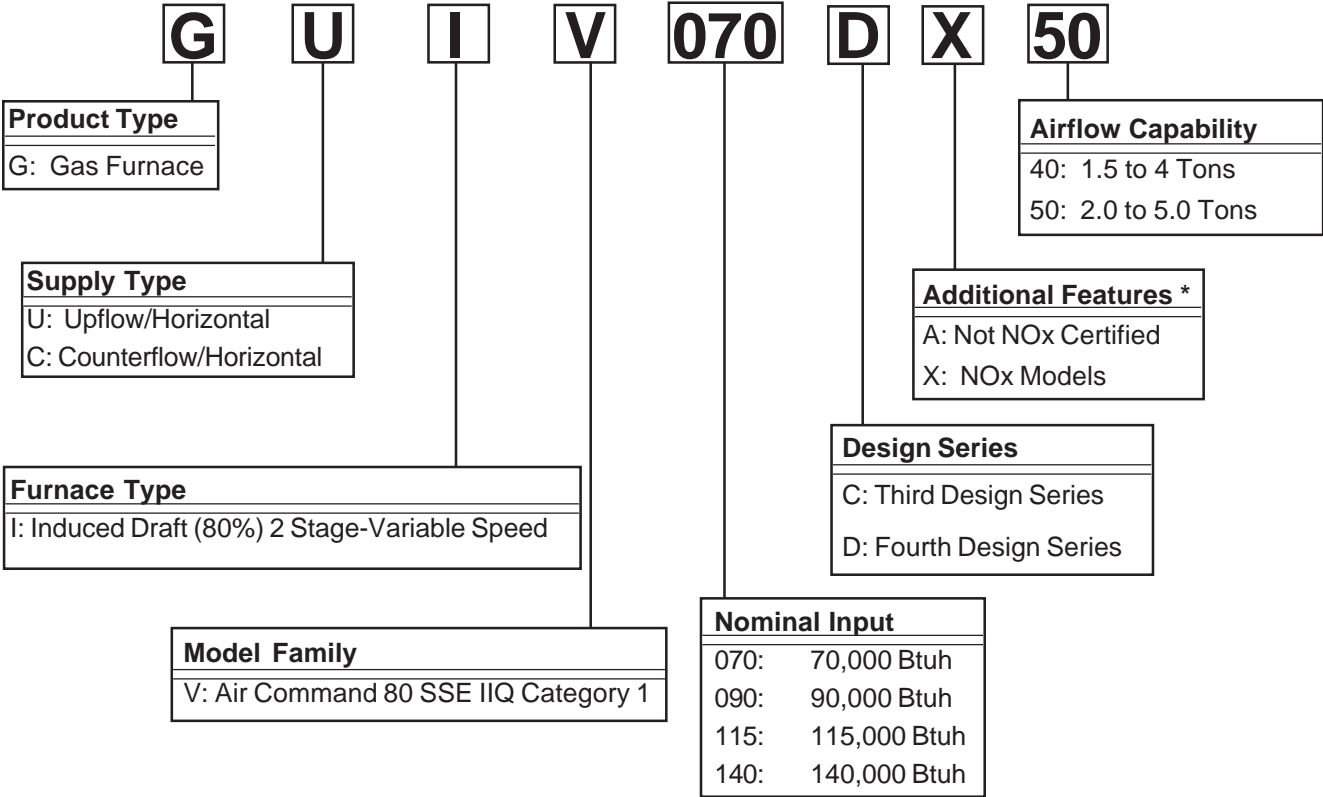 G U I V 070 D X 50
Product Type
G: Gas Furnace
Airflow Capability
40: 1.5 to 4 Tons
50: 2.0 to 5.0 Tons
Supply Type
U: Upflow/Horizontal
C: Counterflow/Horizontal
Additional Features *
A: Not NOx Certified
X: NOx Models
Design Series
C: Third Design Series
D: Fourth Design Series
Furnace Type
I: Induced Draft (80%) 2 Stage-Variable Speed
Nominal Input
070: 70,000 Btuh
090: 90,000 Btuh
115: 115,000 Btuh
140: 140,000 Btuh
Model Family
V: Air Command 80 SSE IIQ Category 1